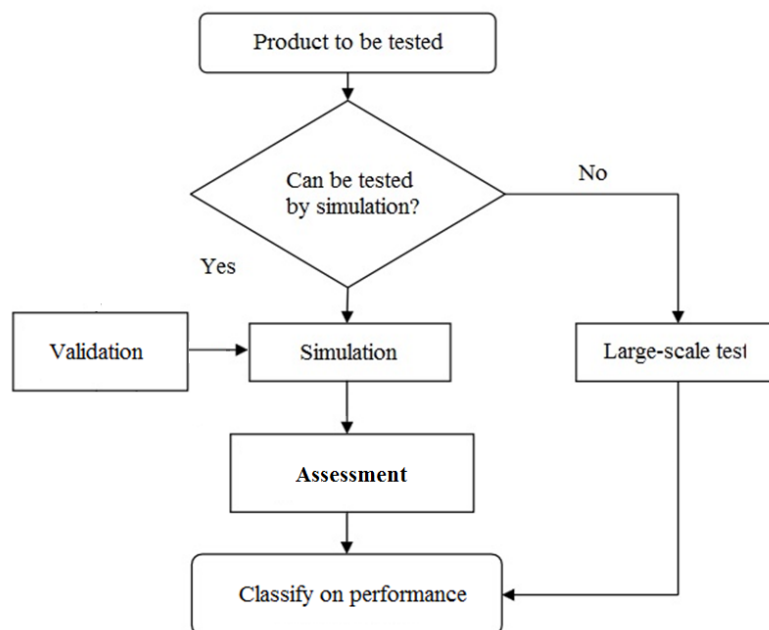 Product to be tested
Can be tested
by simulation?
No
Yes
Validation
Simulation
Large-scale test
Assessment
Classify on performance